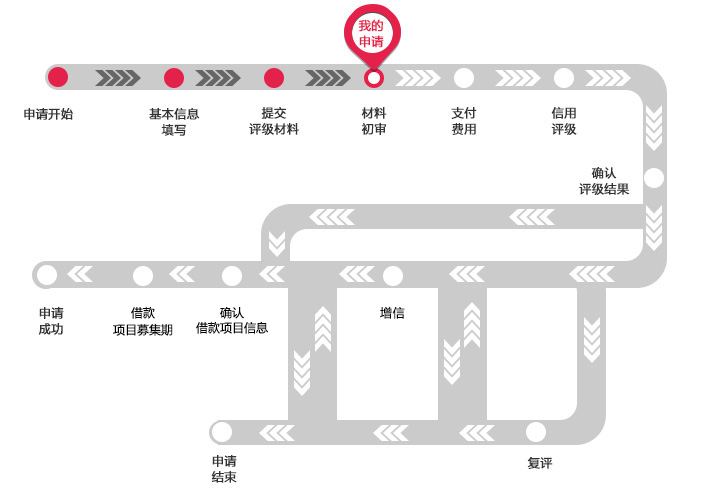 我的
申请
申请开始
基本信息
填写
提交
评级材料
材料
初审
支付
费用
信用
评级
确认
评级结果
申请
成功
借款
项目募集期
确认
借款项目信息
增信
申请
结束
复评